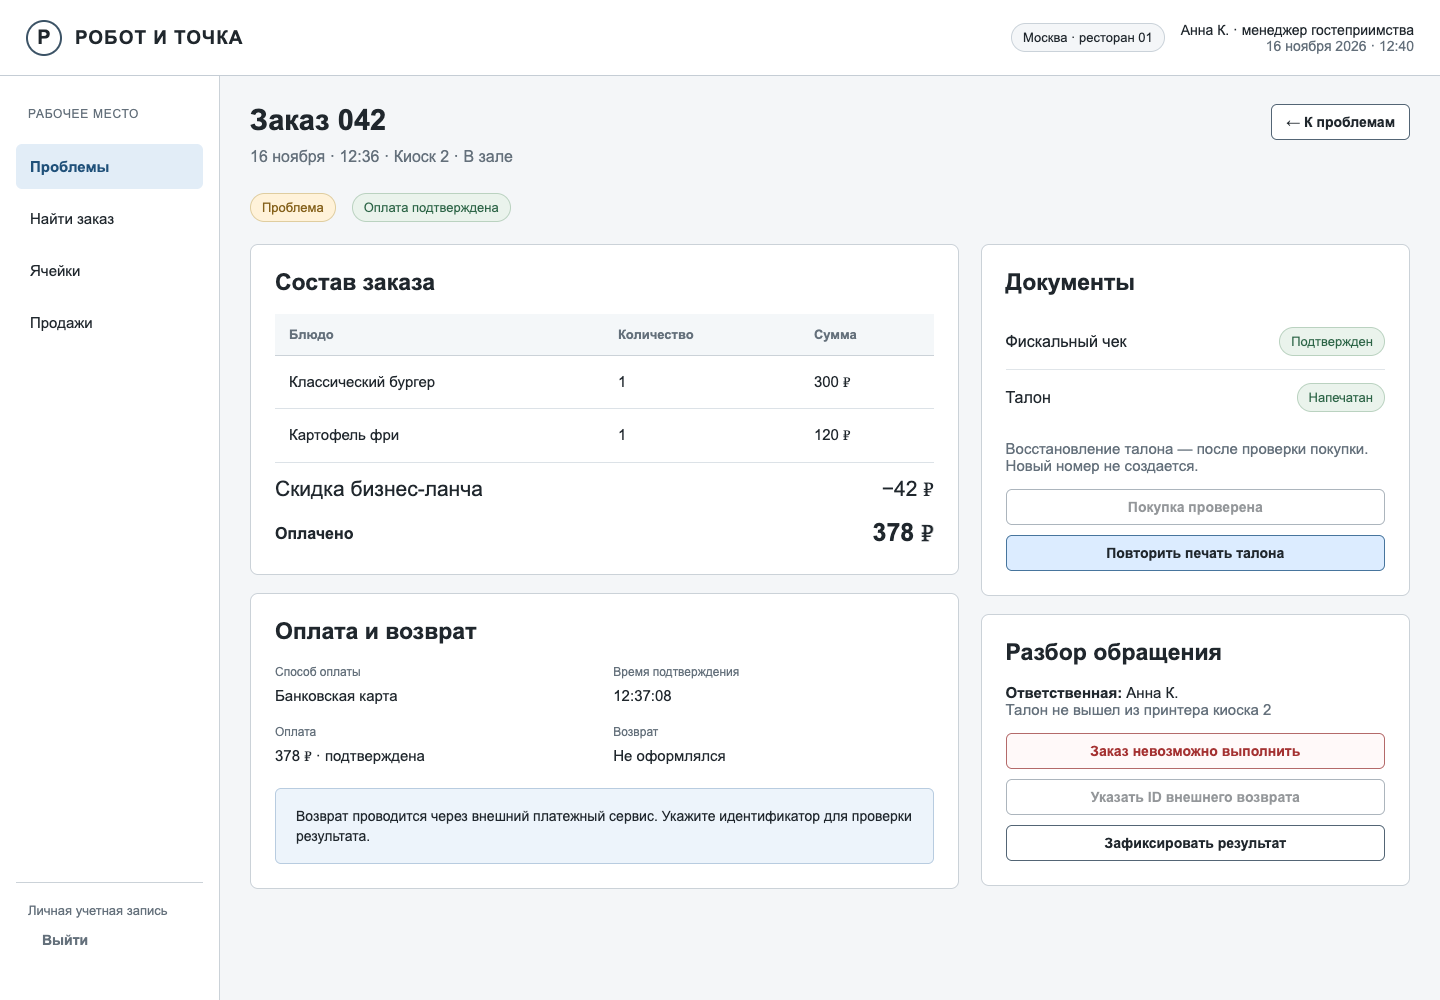 Р РОБОТ И ТОЧКА
Москва · ресторан 01
Анна К. · менеджер гостеприимства
16 ноября 2026 · 12:40
РАБОЧЕЕ МЕСТО
Проблемы
Найти заказ
Ячейки
Продажи
Личная учетная запись
Выйти
Заказ 042
16 ноября · 12:36 · Киоск 2 · В зале
← К проблемам
Проблема
Оплата подтверждена
Состав заказа
Блюдо Количество Сумма
Классический бургер 1 300 ₽
Картофель фри 1 120 ₽
Скидка бизнес-ланча −42 ₽
Оплачено 378 ₽
Оплата и возврат
Способ оплаты Время подтверждения
Банковская карта 12:37:08
Оплата Возврат
378 ₽ · подтверждена Не оформлялся
Возврат проводится через внешний платежный сервис. Укажите идентификатор для проверки
результата.
Документы
Фискальный чек Подтвержден
Талон Напечатан
Восстановление талона — после проверки покупки.
Новый номер не создается.
Покупка проверена
Повторить печать талона
Разбор обращения
Ответственная: Анна К.
Талон не вышел из принтера киоска 2
Заказ невозможно выполнить
Указать ID внешнего возврата
Зафиксировать результат